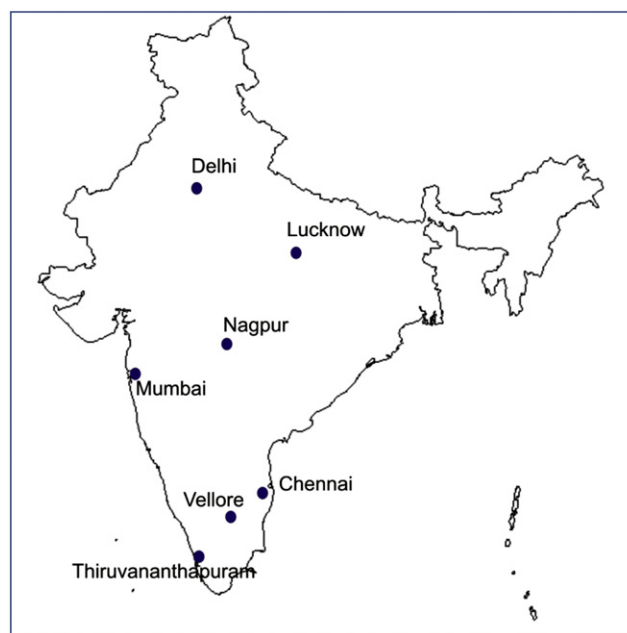 Delhi
Lucknow
Nagpur
Mumbai
Chennai
Vellore
Thiruvananthapuram